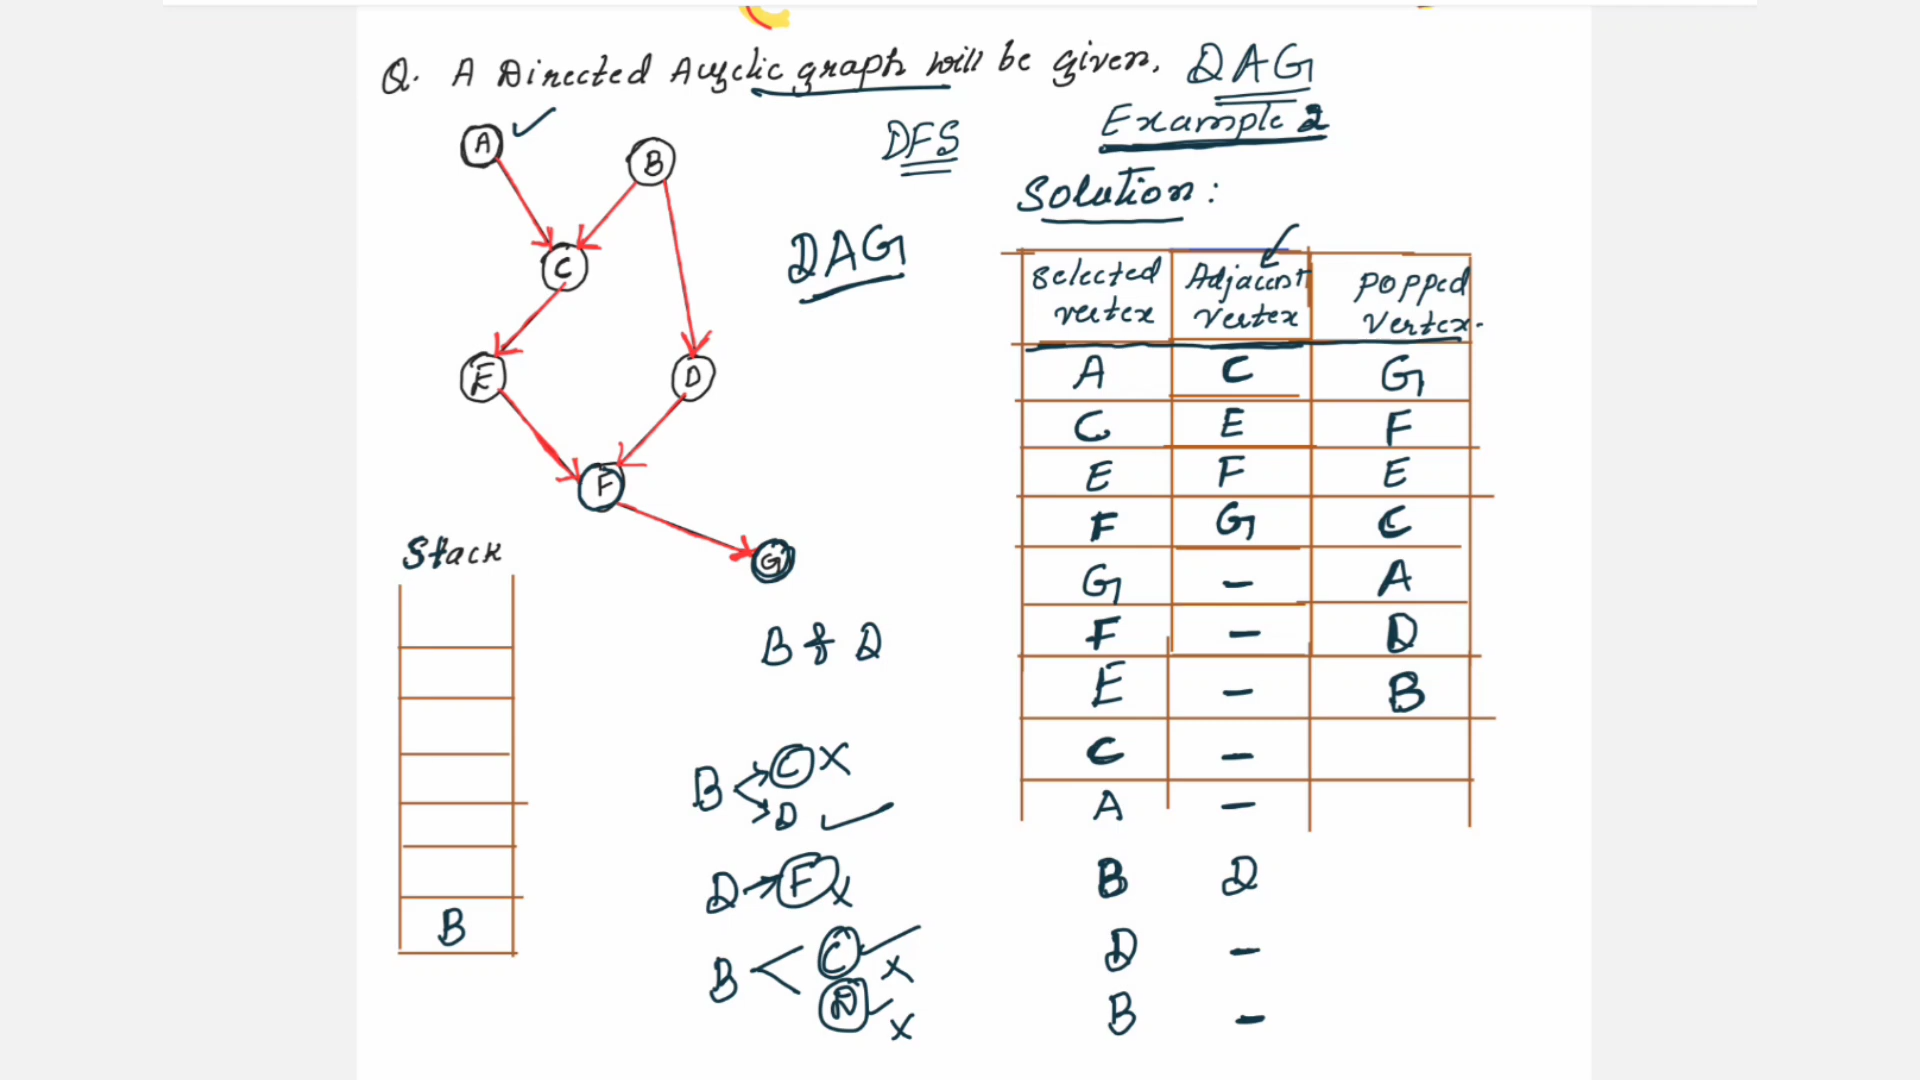 Q. A Directed Acyclic graph will be given. DAG
Example 2
DFS
Solution :
A
B
C
E
D
F
G
DAG
Selected vertex | Adjacent vertex | Popped vertex.
A C G
C E F
E F E
F G C
G - A
F - D
E - B
C -
A -
B D
D -
B -
Stack
B
B & D
B C X
D ✓
D → F X
B < C ✓ X
D ✓ X